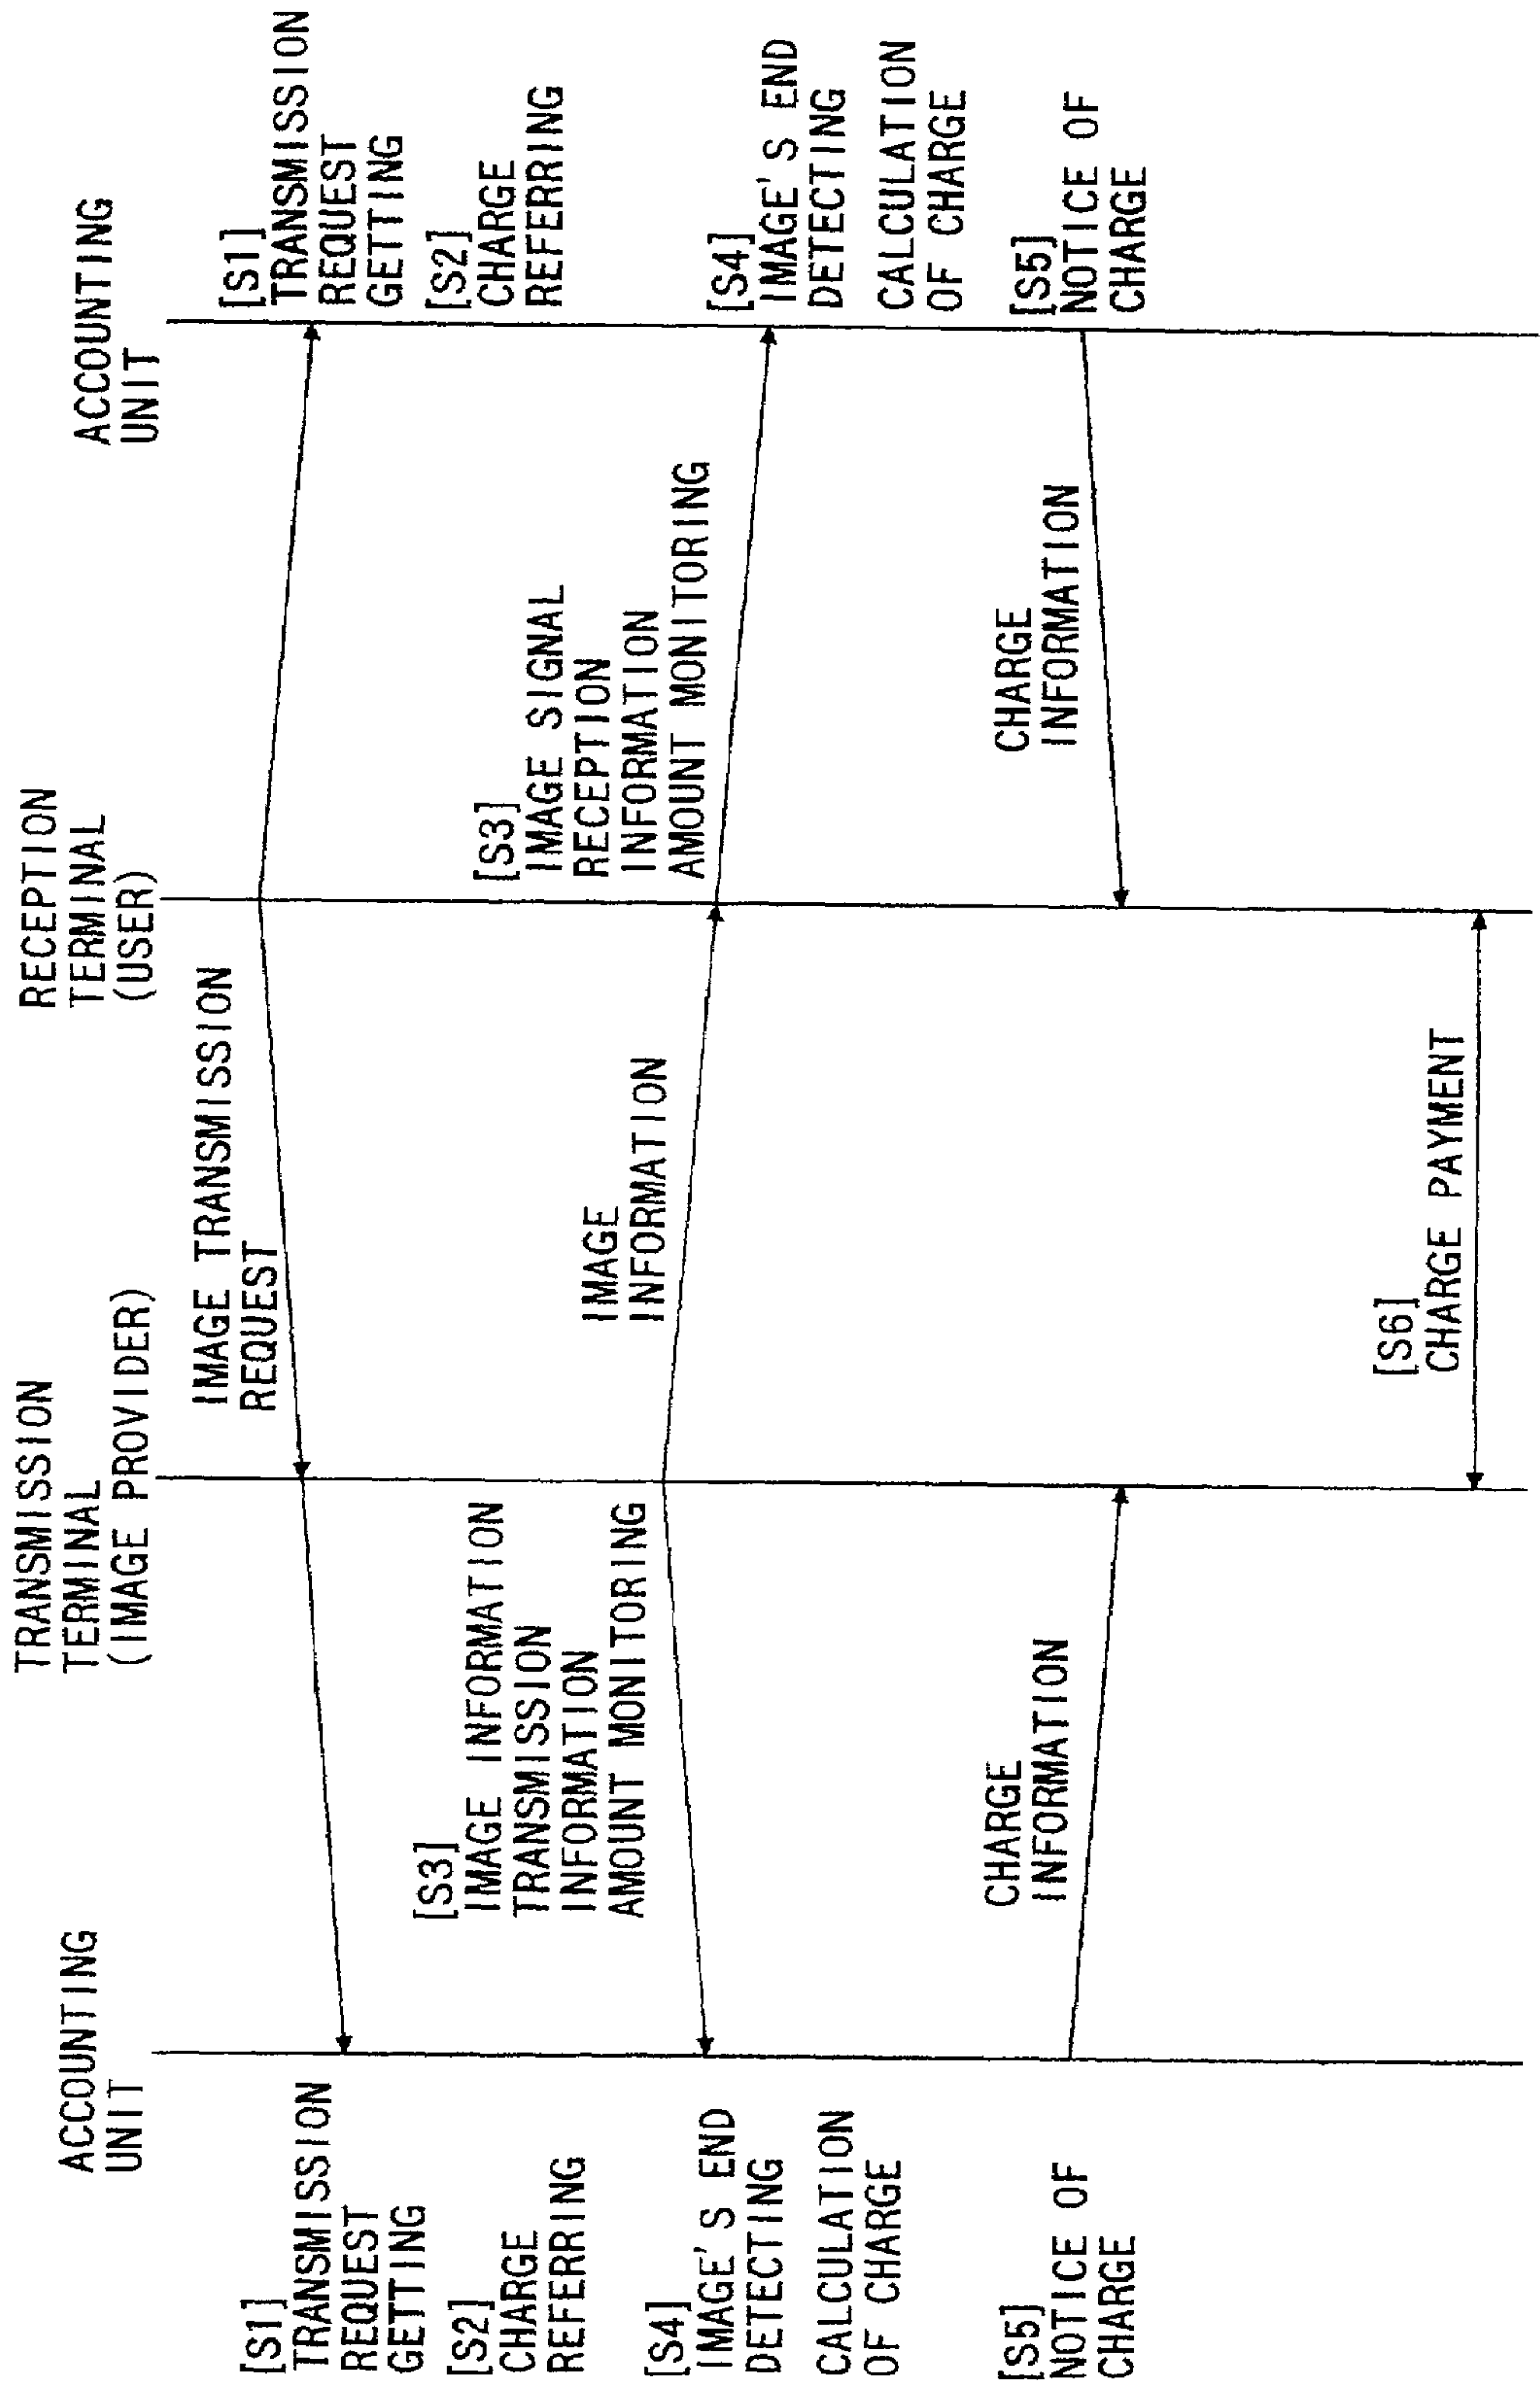 ACCOUNTING
UNIT
TRANSMISSION
TERMINAL
(IMAGE PROVIDER)
RECEPTION
TERMINAL
(USER)
ACCOUNTING
UNIT
[S1]
TRANSMISSION
REQUEST
GETTING
[S2]
CHARGE
REFERRING
[S4]
IMAGE'S END
DETECTING
CALCULATION
OF CHARGE
[S5]
NOTICE OF
CHARGE
[S3]
IMAGE INFORMATION
TRANSMISSION
INFORMATION
AMOUNT MONITORING
CHARGE
INFORMATION
IMAGE TRANSMISSION
REQUEST
IMAGE
INFORMATION
[S6]
CHARGE PAYMENT
[S3]
IMAGE SIGNAL
RECEPTION
INFORMATION
AMOUNT MONITORING
CHARGE
INFORMATION
[S1]
TRANSMISSION
REQUEST
GETTING
[S2]
CHARGE
REFERRING
[S4]
IMAGE'S END
DETECTING
CALCULATION
OF CHARGE
[S5]
NOTICE OF
CHARGE